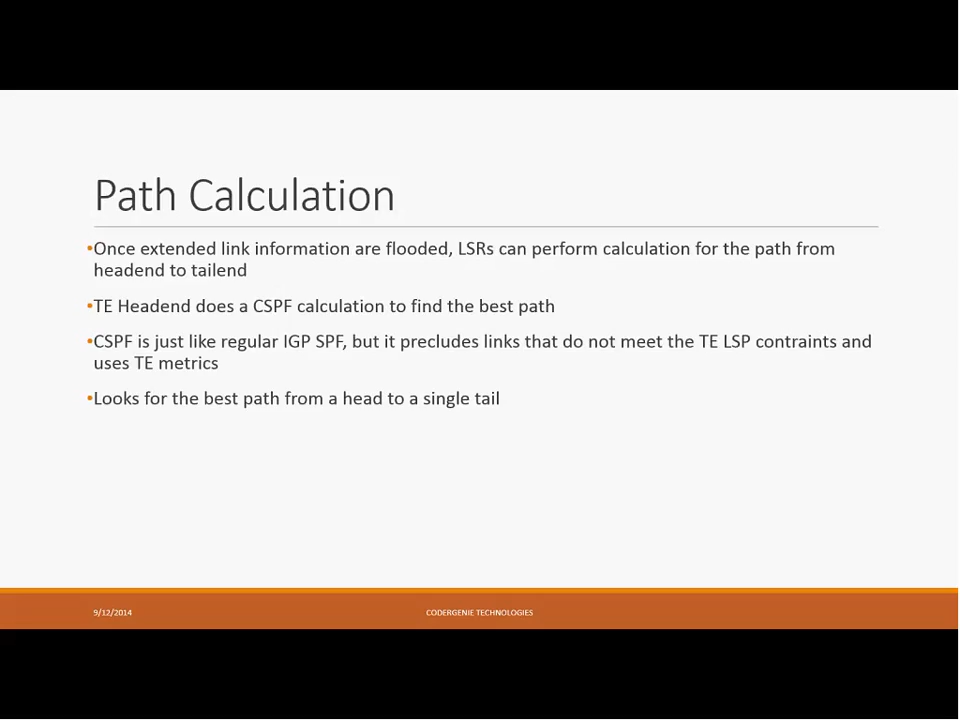 Path Calculation
•Once extended link information are flooded, LSRs can perform calculation for the path from
headend to tailend
•TE Headend does a CSPF calculation to find the best path
•CSPF is just like regular IGP SPF, but it precludes links that do not meet the TE LSP contraints and
uses TE metrics
•Looks for the best path from a head to a single tail
9/12/2014
CODERGENIE TECHNOLOGIES